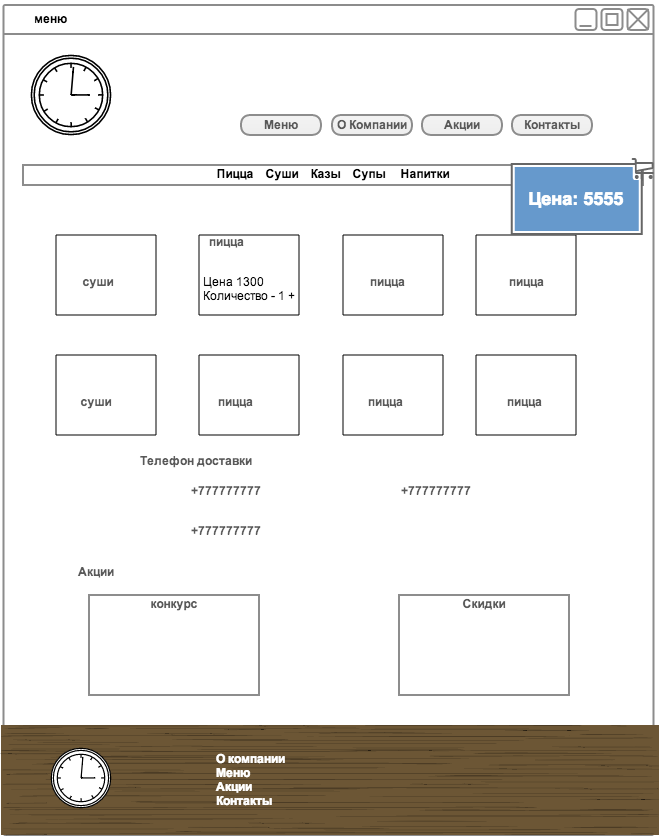 меню
Меню О Компании Акции Контакты
Пицца Суши Казы Супы Напитки
Цена: 5555
суши
пицца
Цена 1300
Количество - 1 +
пицца
пицца
суши
пицца
пицца
пицца
Телефон доставки
+777777777
+777777777
+777777777
Акции
конкурс
Скидки
О компании
Меню
Акции
Контакты